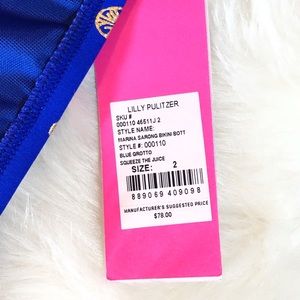 LILLY PULITZER
SKU #
000110 46511J 2
STYLE NAME:
MARINA SARONG BIKINI BOTT
STYLE #: 000110
BLUE GROTTO
SQUEEZE THE JUICE
SIZE: 2
889069 409098
MANUFACTURER'S SUGGESTED PRICE
$78.00